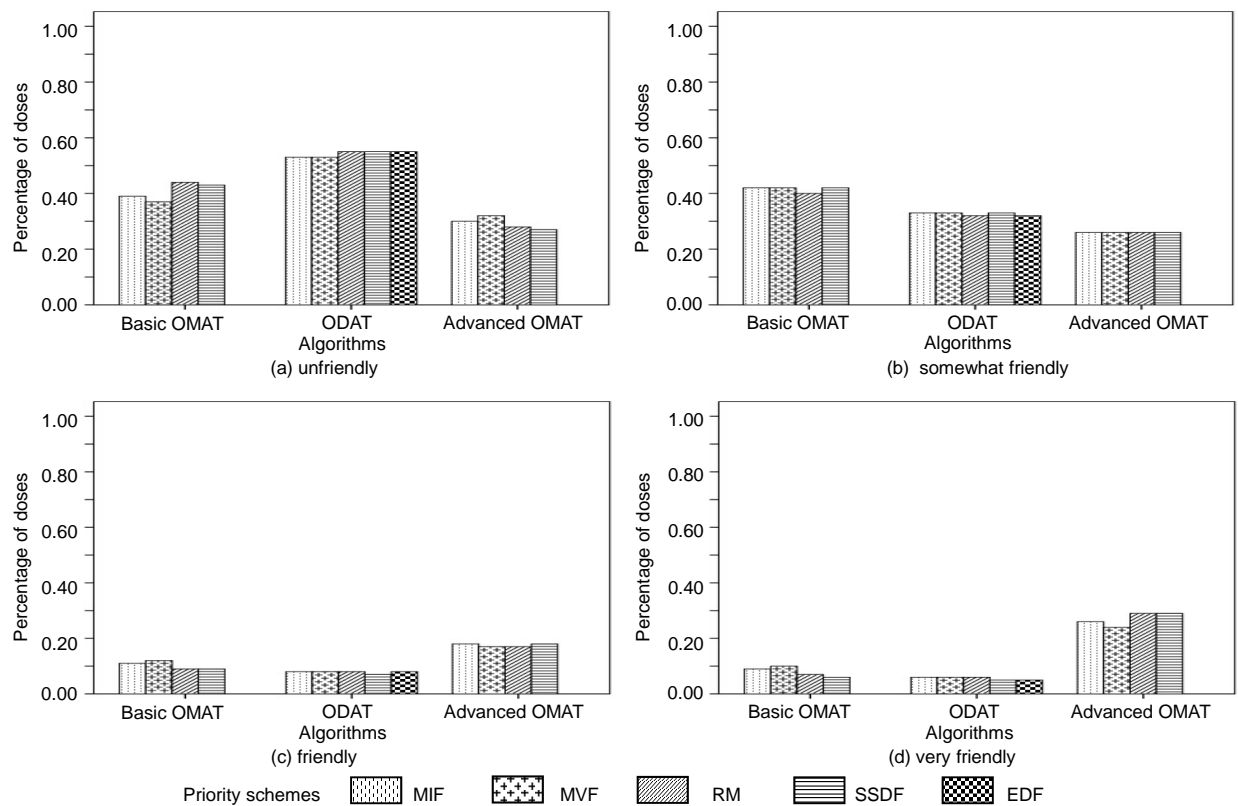 Percentage of doses
1.00
0.80
0.60
0.40
0.20
0.00
Basic OMAT ODAT Advanced OMAT
Algorithms
(a) unfriendly
Percentage of doses
1.00
0.80
0.60
0.40
0.20
0.00
Basic OMAT ODAT Advanced OMAT
Algorithms
(b) somewhat friendly
Percentage of doses
1.00
0.80
0.60
0.40
0.20
0.00
Basic OMAT ODAT Advanced OMAT
Algorithms
(c) friendly
Percentage of doses
1.00
0.80
0.60
0.40
0.20
0.00
Basic OMAT ODAT Advanced OMAT
Algorithms
(d) very friendly
Priority schemes MIF MVF RM SSDF EDF